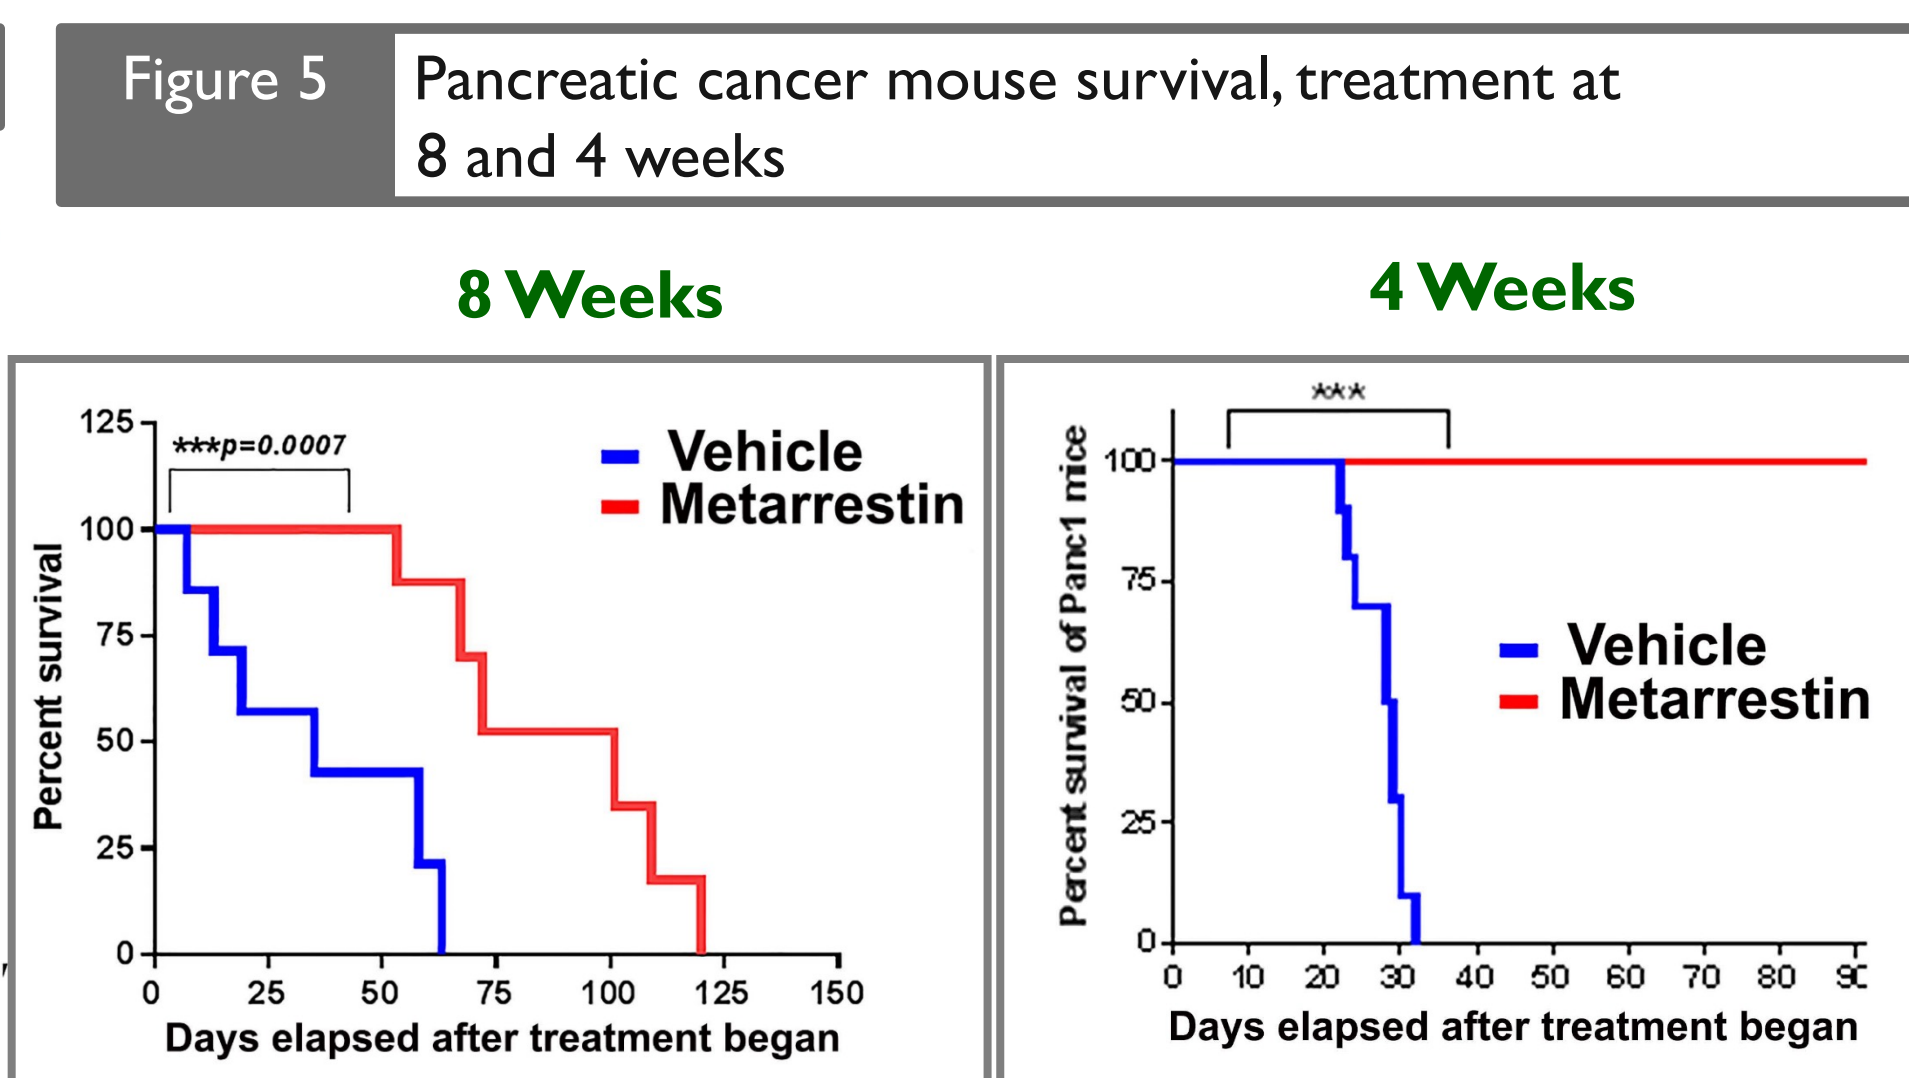 Figure 5
Pancreatic cancer mouse survival, treatment at
8 and 4 weeks
8 Weeks
4 Weeks
125
100
75
50
25
0
***p=0.0007
Vehicle
Metarrestin
Percent survival
0 25 50 75 100 125 150
Days elapsed after treatment began
***
100
75
50
25
0
Percent survival of Panc1 mice
Vehicle
Metarrestin
0 10 20 30 40 50 60 70 80
Days elapsed after treatment began